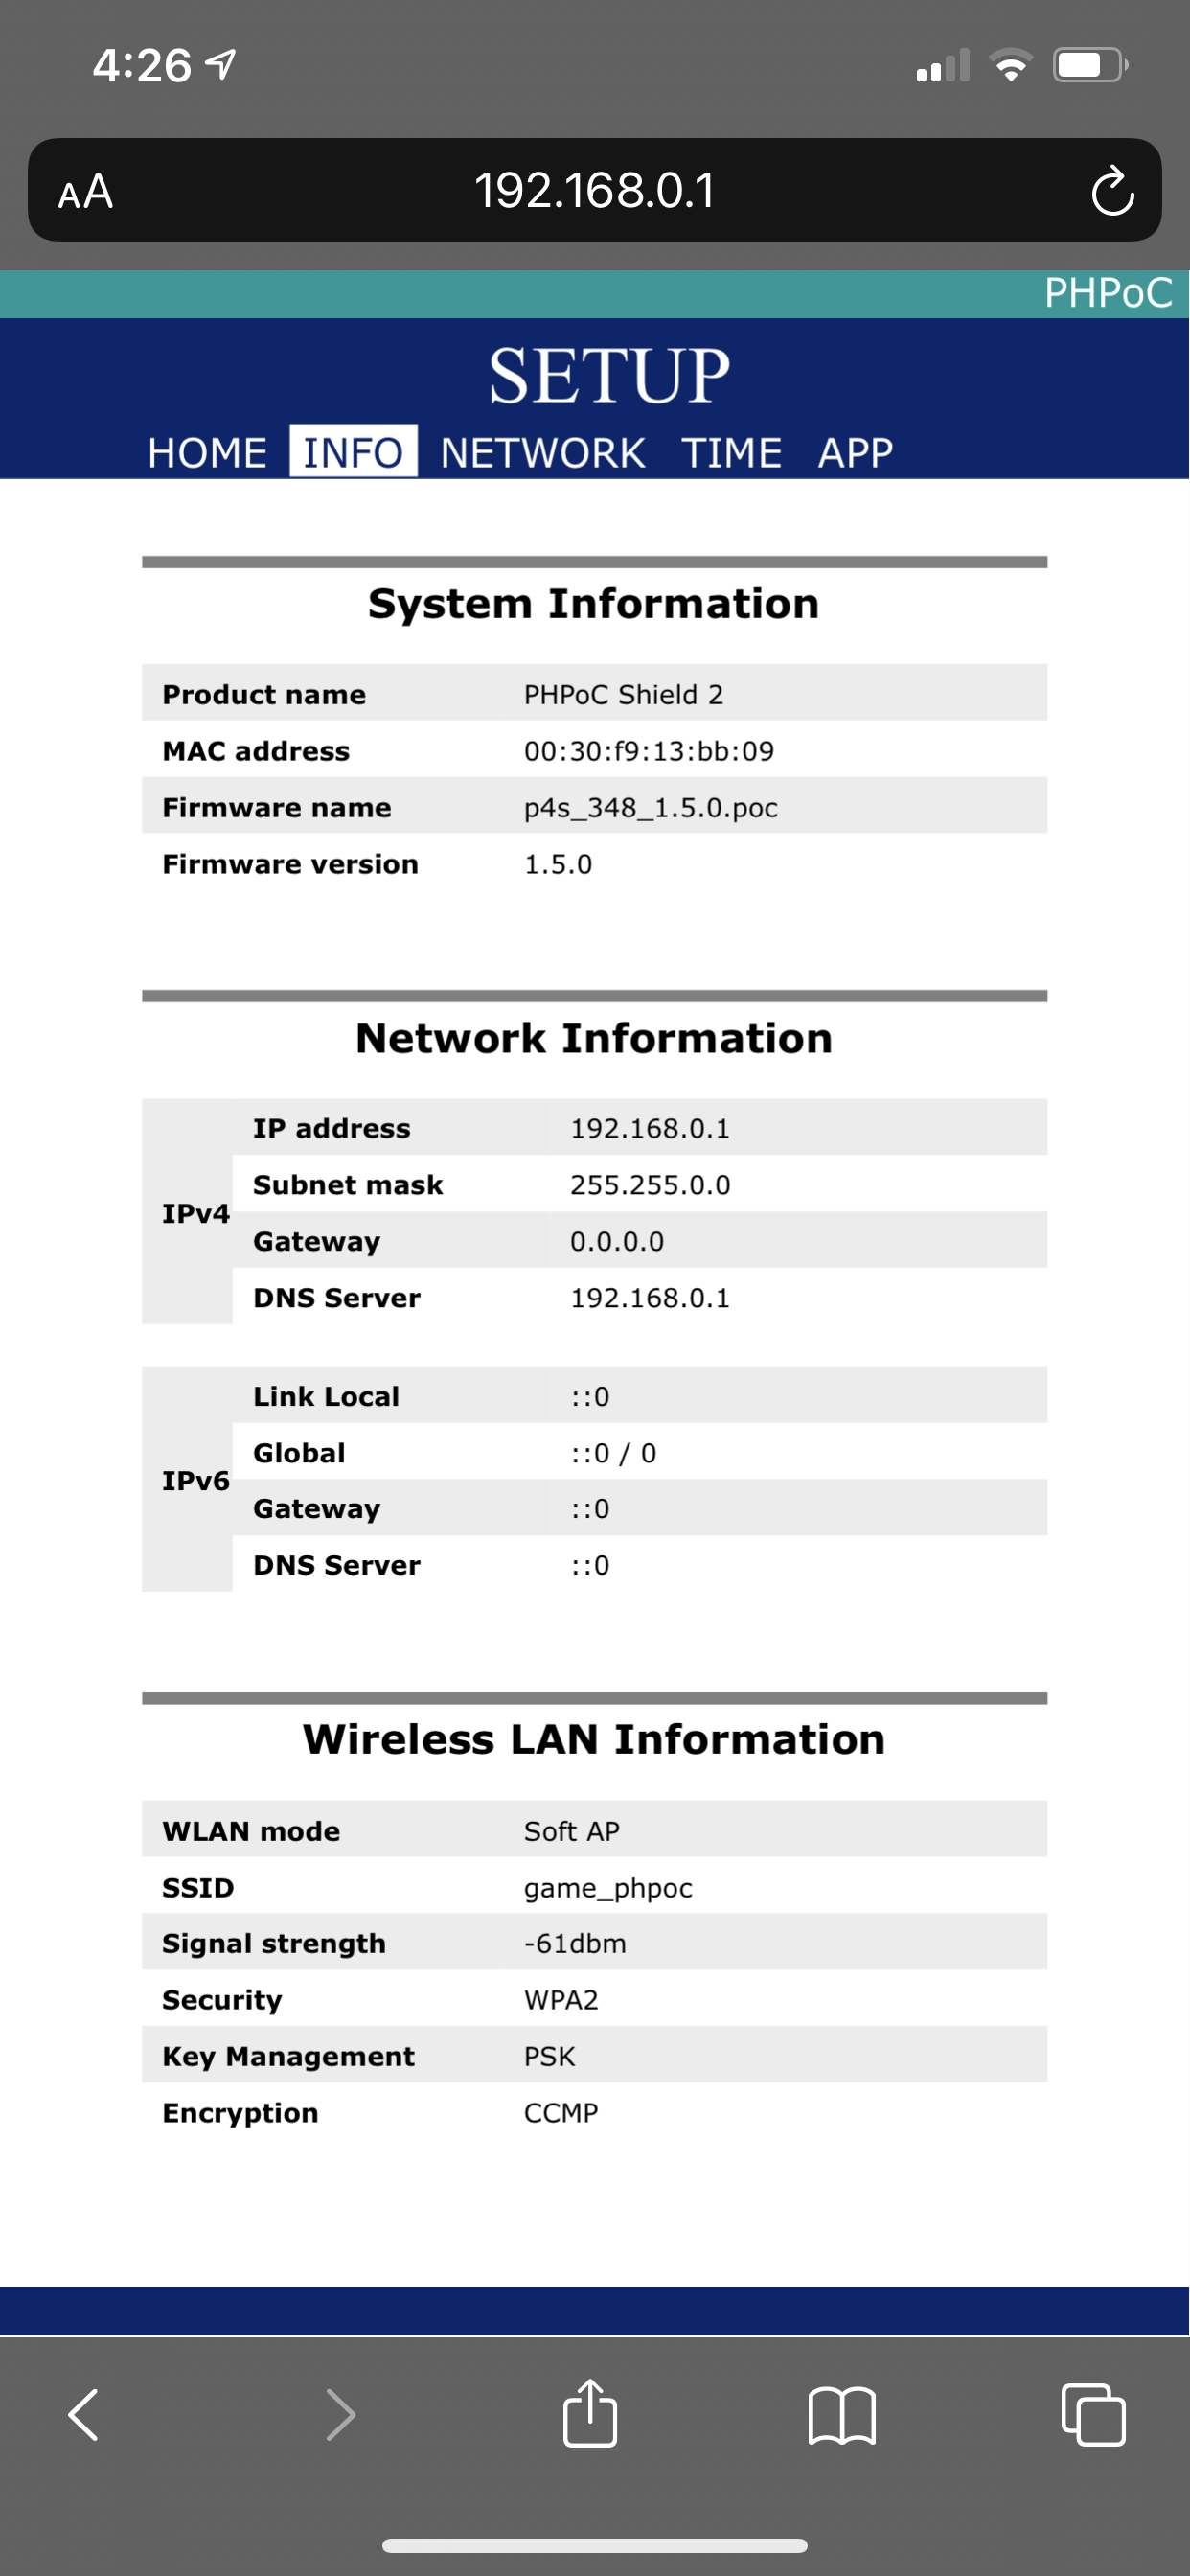 4:26
AA 192.168.0.1
PHPoC
SETUP
HOME INFO NETWORK TIME APP
System Information
Product name PHPoC Shield 2
MAC address 00:30:f9:13:bb:09
Firmware name p4s_348_1.5.0.poc
Firmware version 1.5.0
Network Information
IPv4
IP address 192.168.0.1
Subnet mask 255.255.0.0
Gateway 0.0.0.0
DNS Server 192.168.0.1
IPv6
Link Local ::0
Global ::0 / 0
Gateway ::0
DNS Server ::0
Wireless LAN Information
WLAN mode Soft AP
SSID game_phpoc
Signal strength -61dbm
Security WPA2
Key Management PSK
Encryption CCMP